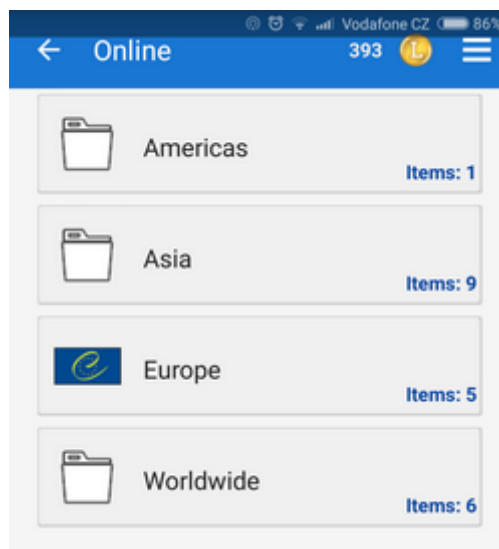 Vodafone CZ 86%
Online 393 L
Americas
Items: 1
Asia
Items: 9
Europe
Items: 5
Worldwide
Items: 6